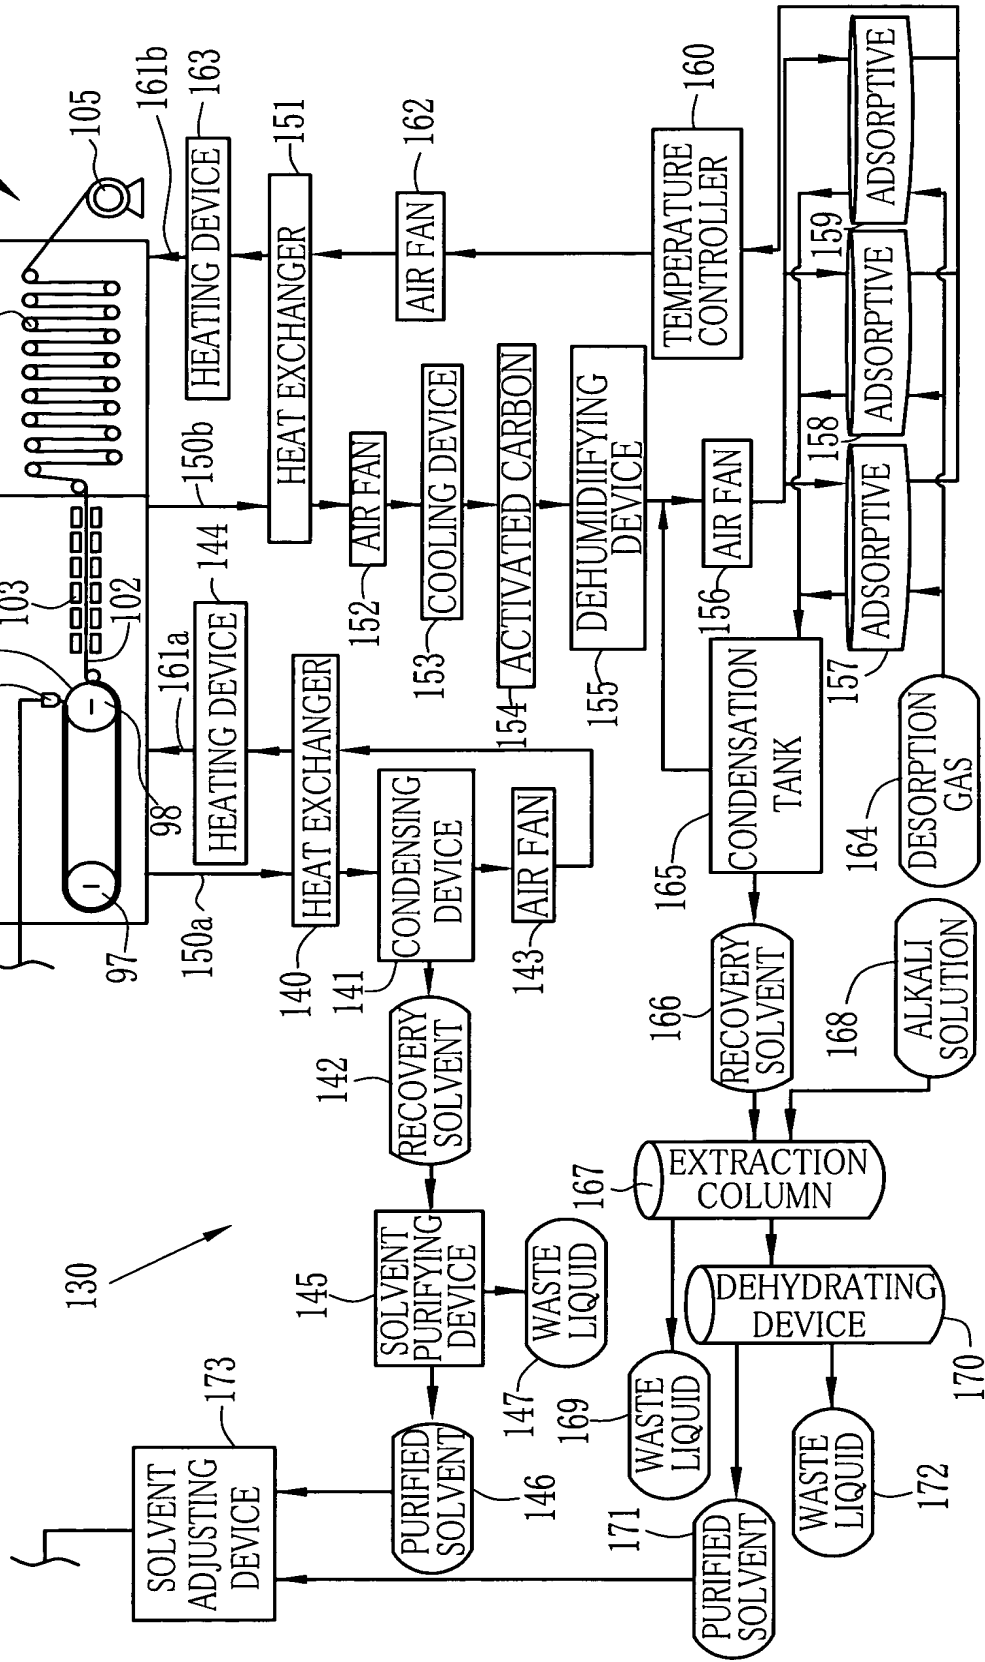 130
SOLVENT
ADJUSTING
DEVICE
173
PURIFIED
SOLVENT
146
SOLVENT
PURIFYING
DEVICE
145
WASTE
LIQUID
147
RECOVERY
SOLVENT
142
CONDENSING
DEVICE
141
AIR FAN
143
HEAT EXCHANGER
140
HEATING DEVICE
144
150a
161a
97
98
102
103
105
150b
161b
HEATING DEVICE
163
HEAT EXCHANGER
151
AIR FAN
162
AIR FAN
152
COOLING DEVICE
153
ACTIVATED CARBON
154
DEHUMIDIFYING
DEVICE
155
TEMPERATURE
CONTROLLER
160
AIR FAN
156
CONDENSATION
TANK
165
ADSORPTIVE
157
ADSORPTIVE
158
ADSORPTIVE
159
DESORPTION
GAS
164
RECOVERY
SOLVENT
166
ALKALI
SOLUTION
168
EXTRACTION
COLUMN
167
WASTE
LIQUID
169
DEHYDRATING
DEVICE
170
PURIFIED
SOLVENT
171
WASTE
LIQUID
172